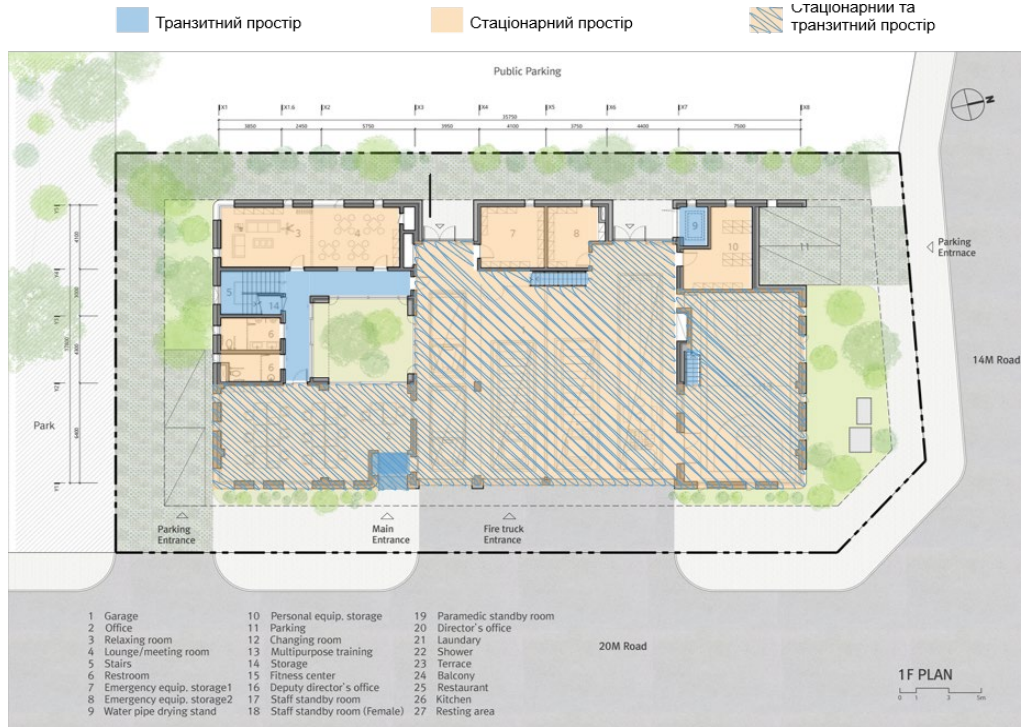 Транзитний простір
Стаціонарний простір
Стаціонарний та
транзитний простір
Public Parking
X1
X1.6
X2
X3
X4
X5
X6
X7
X8
35750
3850
2450
5750
3950
4100
3750
4400
7500
N
3
4
7
8
9
10
11
5
14
6
6
Parking
Entrnace
14M Road
Park
Parking
Entrance
Main
Entrance
Fire truck
Entrance
1 Garage
2 Office
3 Relaxing room
4 Lounge/meeting room
5 Stairs
6 Restroom
7 Emergency equip. storage1
8 Emergency equip. storage2
9 Water pipe drying stand
10 Personal equip. storage
11 Parking
12 Changing room
13 Multipurpose training
14 Storage
15 Fitness center
16 Deputy director's office
17 Staff standby room
18 Staff standby room (Female)
19 Paramedic standby room
20 Director's office
21 Laundary
22 Shower
23 Terrace
24 Balcony
25 Restaurant
26 Kitchen
27 Resting area
20M Road
1F PLAN
0 1 3 5m